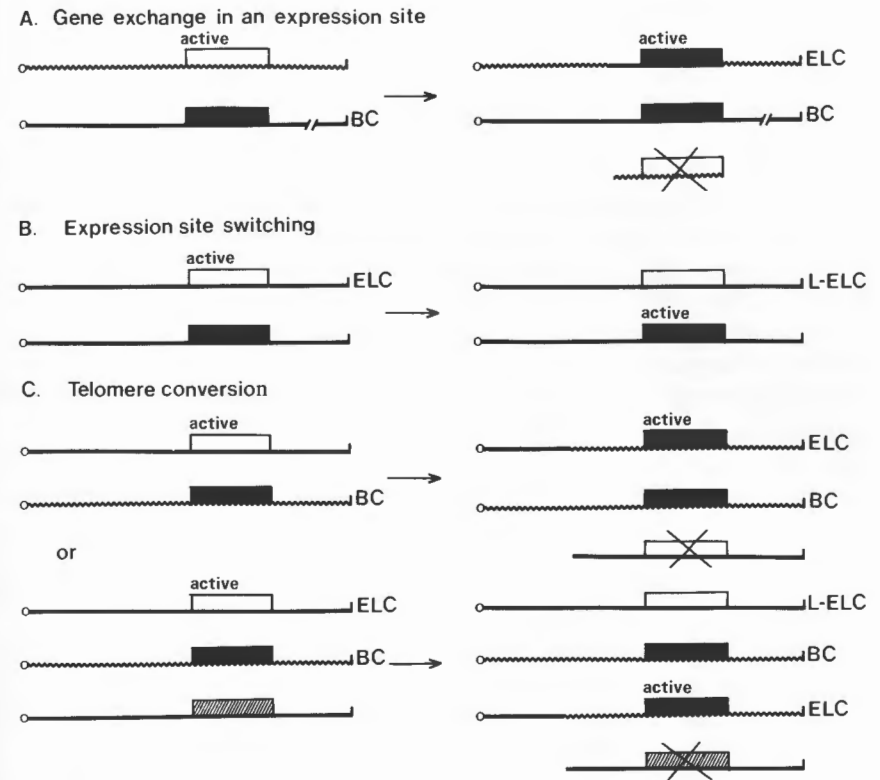 A. Gene exchange in an expression site
active active
ELC
BC BC
B. Expression site switching
active
ELC L-ELC
active
C. Telomere conversion
active active
ELC
BC BC
or
active
ELC L-ELC
BC BC
active
ELC